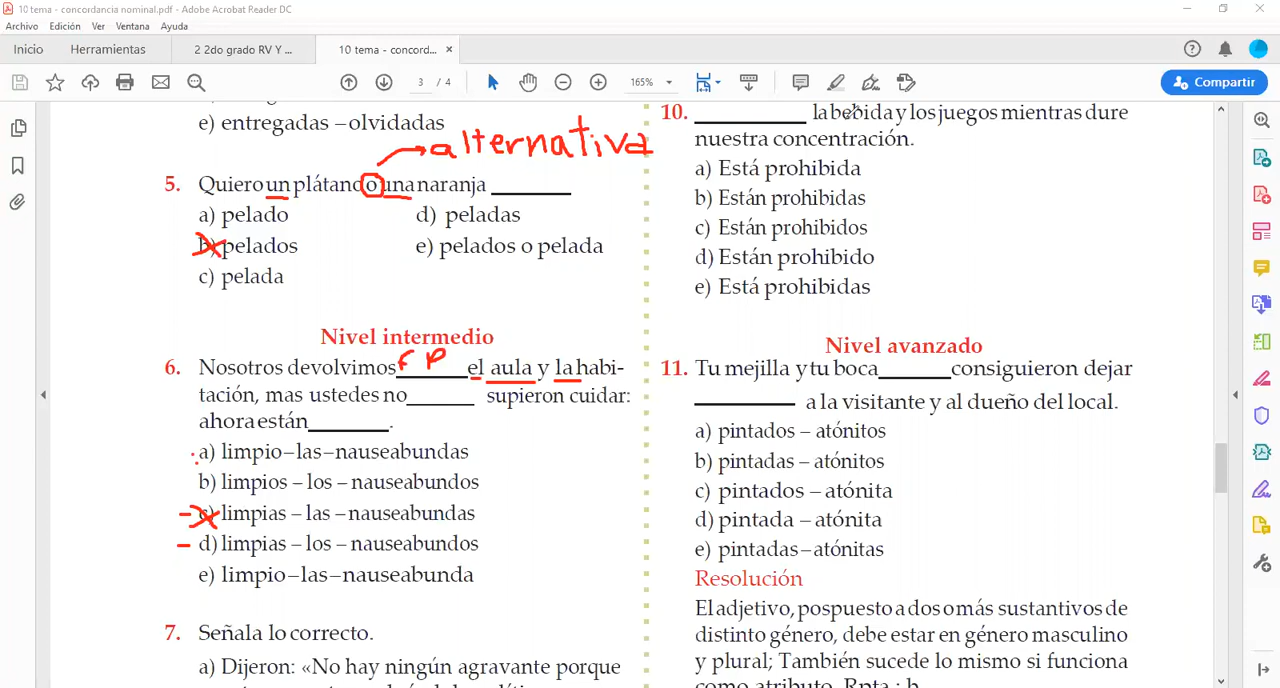 10 tema - concordancia nominal.pdf - Adobe Acrobat Reader DC
Archivo Edición Ver Ventana Ayuda
Inicio Herramientas 2 2do grado RV Y ... 10 tema - concord... ×
3 / 4 165% Compartir
e) entregadas – olvidadas
alternativa
5. Quiero un plátano o una naranja ________
a) pelado
b) pelados
c) pelada
d) peladas
e) pelados o pelada
Nivel intermedio
f p
6. Nosotros devolvimos ________ el aula y la habi-
tación, mas ustedes no ________ supieron cuidar:
ahora están ________.
a) limpio – las – nauseabundas
b) limpios – los – nauseabundos
c) limpias – las – nauseabundas
d) limpias – los – nauseabundos
e) limpio – las – nauseabunda
7. Señala lo correcto.
a) Dijeron: «No hay ningún agravante porque
10. ________ la bebida y los juegos mientras dure
nuestra concentración.
a) Está prohibida
b) Están prohibidas
c) Están prohibidos
d) Están prohibido
e) Está prohibidas
Nivel avanzado
11. Tu mejilla y tu boca ________ consiguieron dejar
________ a la visitante y al dueño del local.
a) pintados – atónitos
b) pintadas – atónitos
c) pintados – atónita
d) pintada – atónita
e) pintadas – atónitas
Resolución
El adjetivo, pospuesto a dos o más sustantivos de
distinto género, debe estar en género masculino
y plural; También sucede lo mismo si funciona
como atributo. Rpta.: b